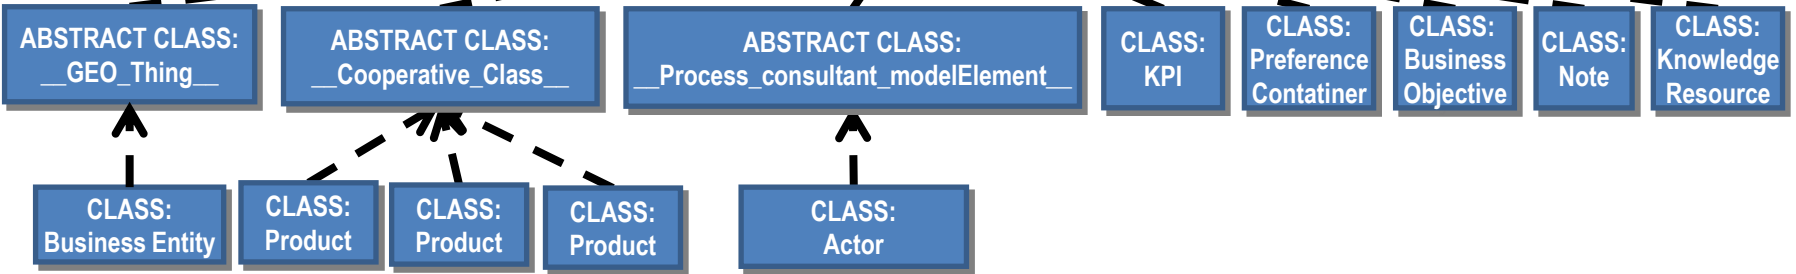 ABSTRACT CLASS:
__GEO_Thing__
ABSTRACT CLASS:
__Cooperative_Class__
ABSTRACT CLASS:
__Process_consultant_modelElement__
CLASS:
KPI
CLASS:
Preference
Contatiner
CLASS:
Business
Objective
CLASS:
Note
CLASS:
Knowledge
Resource
CLASS:
Business Entity
CLASS:
Product
CLASS:
Product
CLASS:
Product
CLASS:
Actor